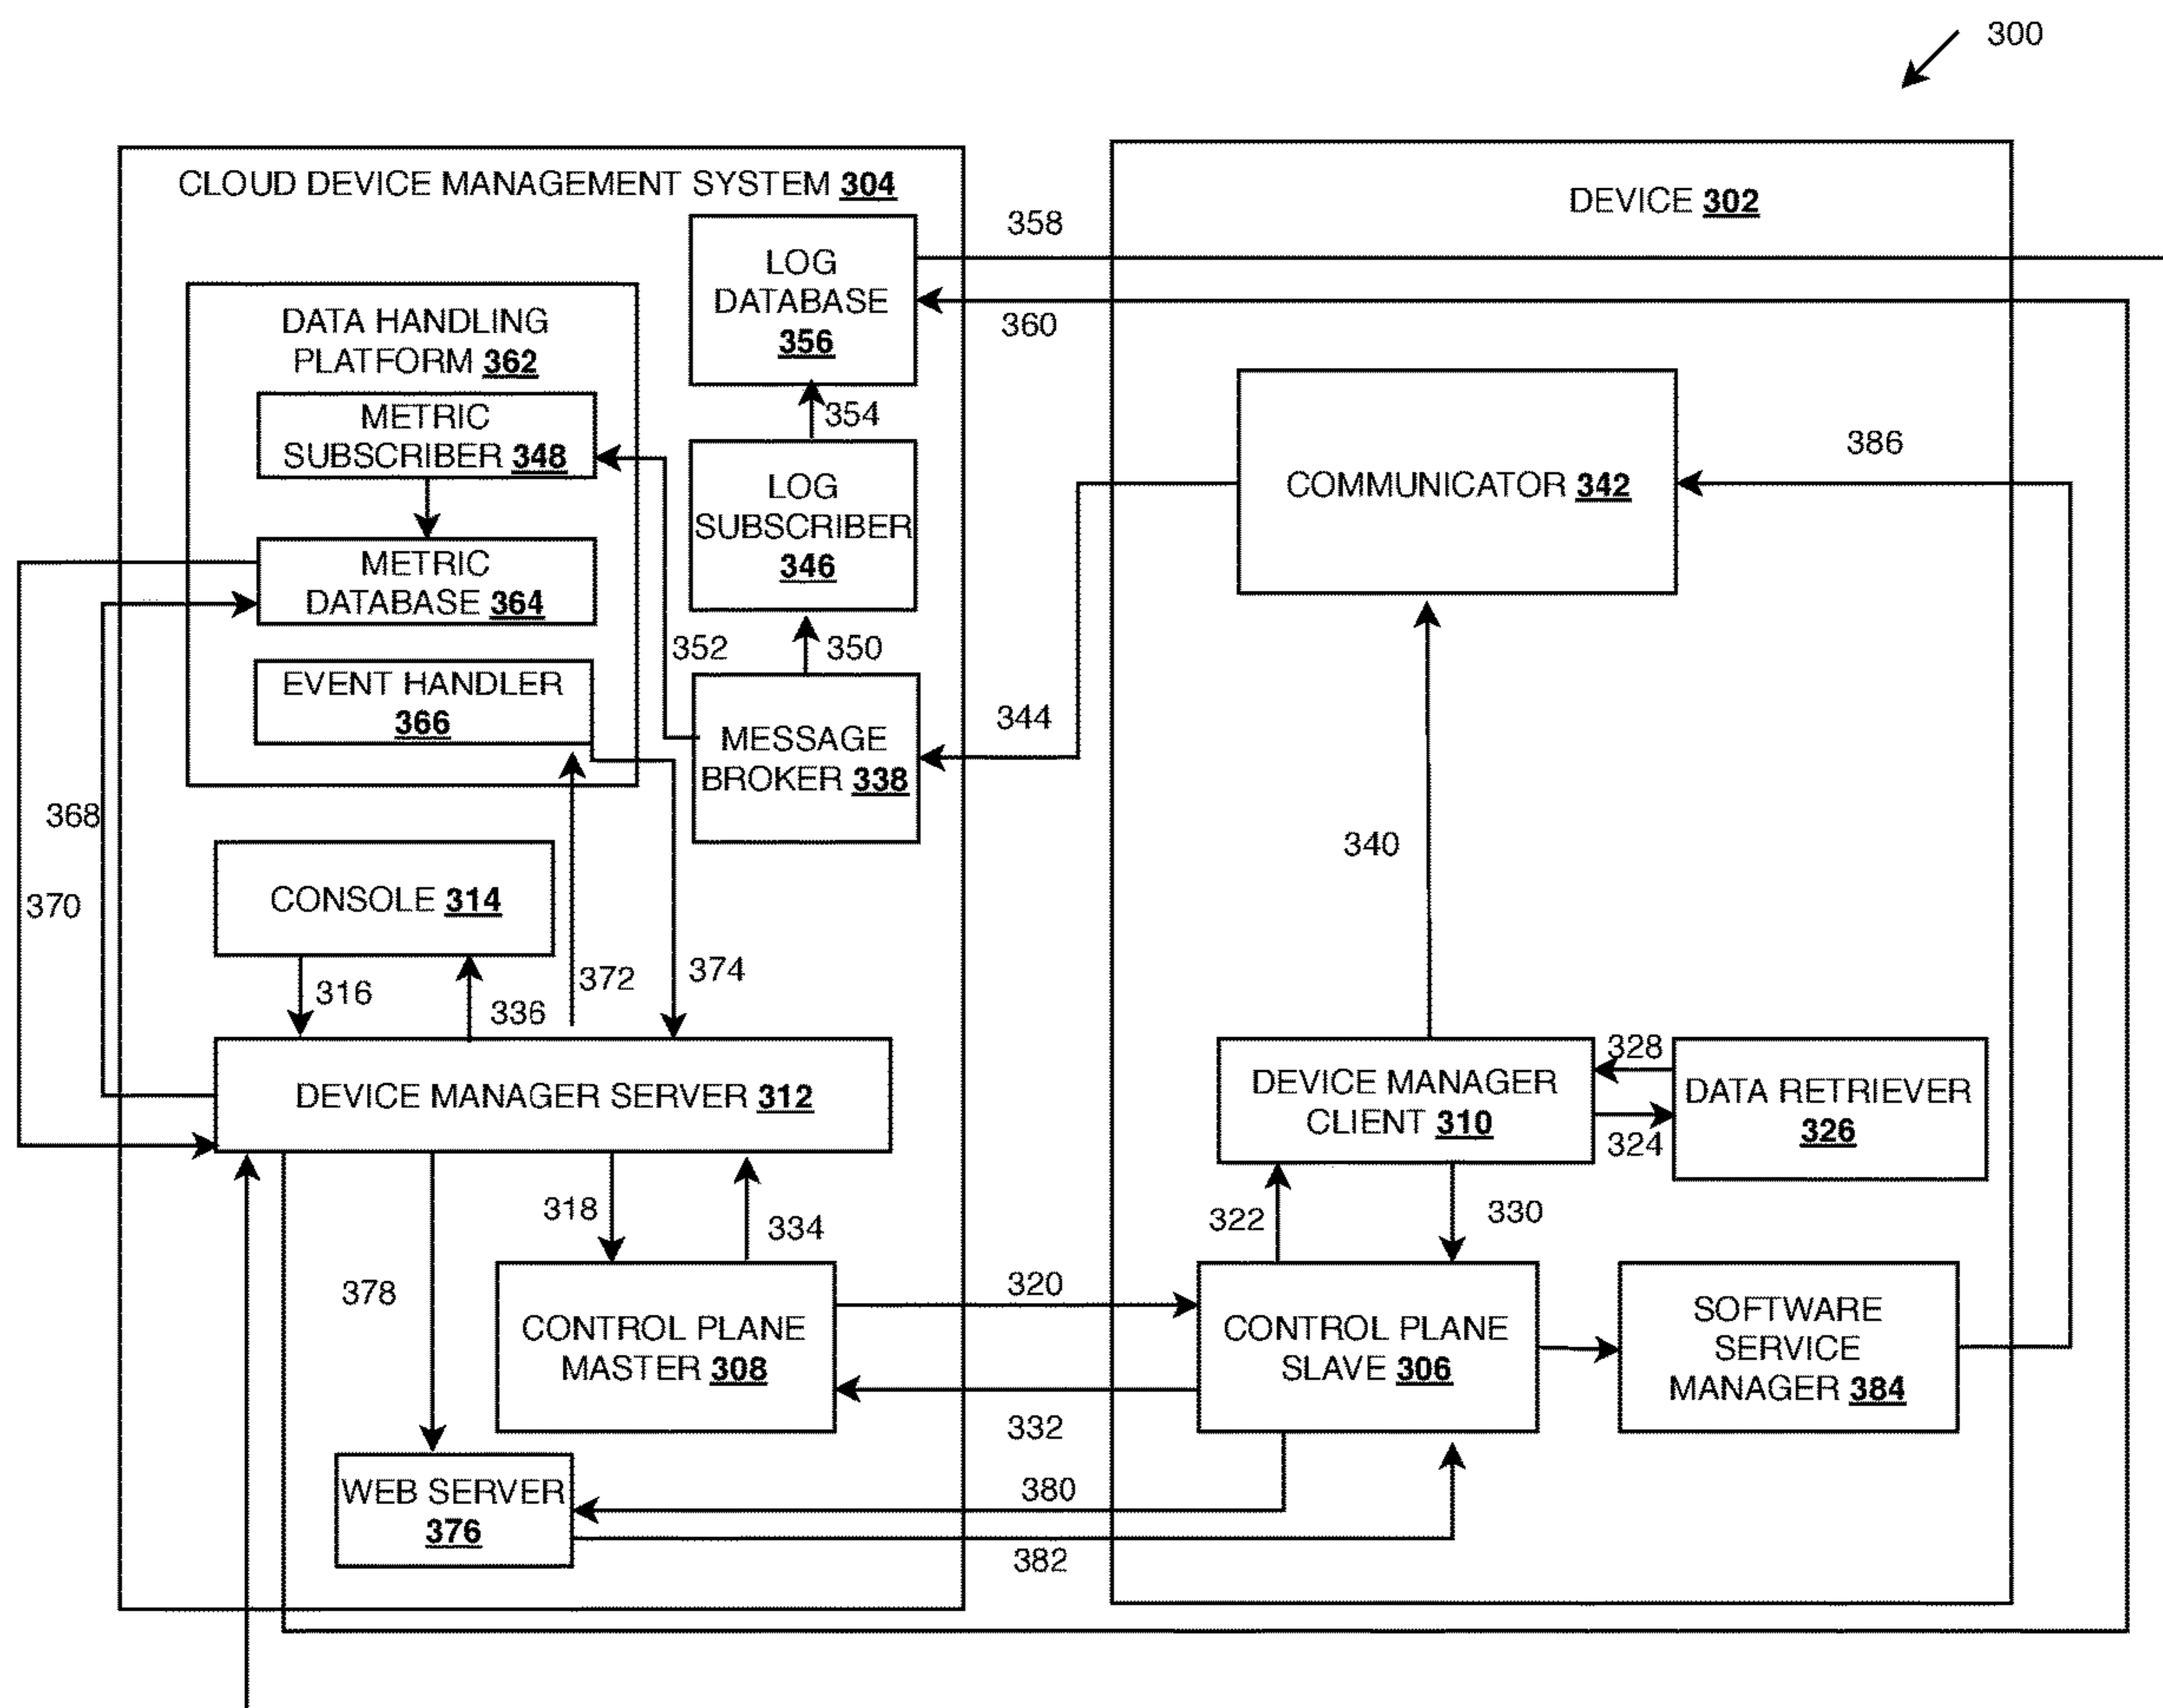 300
CLOUD DEVICE MANAGEMENT SYSTEM 304
DEVICE 302
LOG
DATABASE
356
358
360
DATA HANDLING
PLATFORM 362
METRIC
SUBSCRIBER 348
354
LOG
SUBSCRIBER
346
COMMUNICATOR 342
386
METRIC
DATABASE 364
352
350
EVENT HANDLER
366
MESSAGE
BROKER 338
344
340
368
370
CONSOLE 314
316
336
372
374
DEVICE MANAGER SERVER 312
DEVICE MANAGER
CLIENT 310
328
324
DATA RETRIEVER
326
318
334
322
330
378
CONTROL PLANE
MASTER 308
320
332
CONTROL PLANE
SLAVE 306
SOFTWARE
SERVICE
MANAGER 384
WEB SERVER
376
380
382